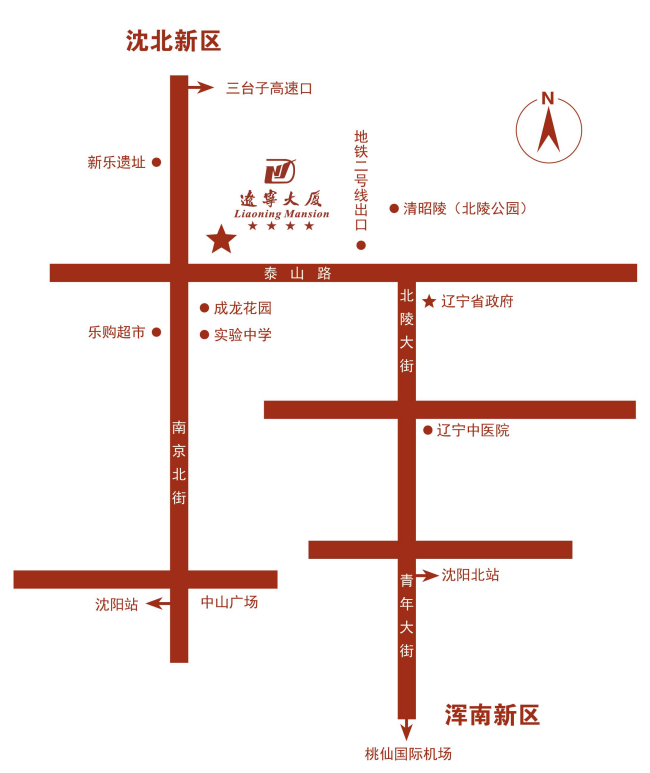 沈北新区
三台子高速口
N
新乐遗址
地铁二号线出口
遼寧大厦
Liaoning Mansion
清昭陵（北陵公园）
泰山路
成龙花园
辽宁省政府
北陵大街
乐购超市
实验中学
辽宁中医院
南京北街
沈阳站
中山广场
沈阳北站
青年大街
浑南新区
桃仙国际机场